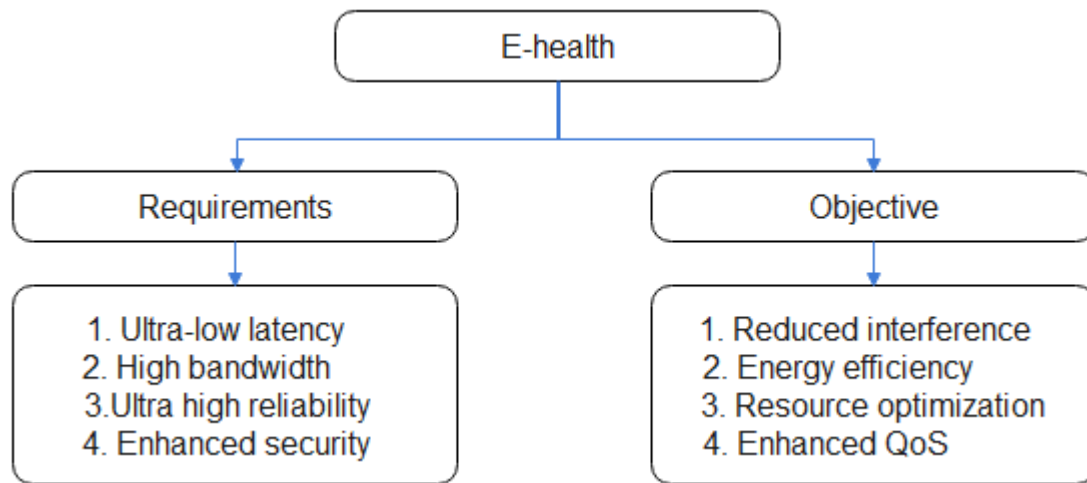 E-health
Requirements
Objective
1. Ultra-low latency
2. High bandwidth
3.Ultra high reliability
4. Enhanced security
1. Reduced interference
2. Energy efficiency
3. Resource optimization
4. Enhanced QoS